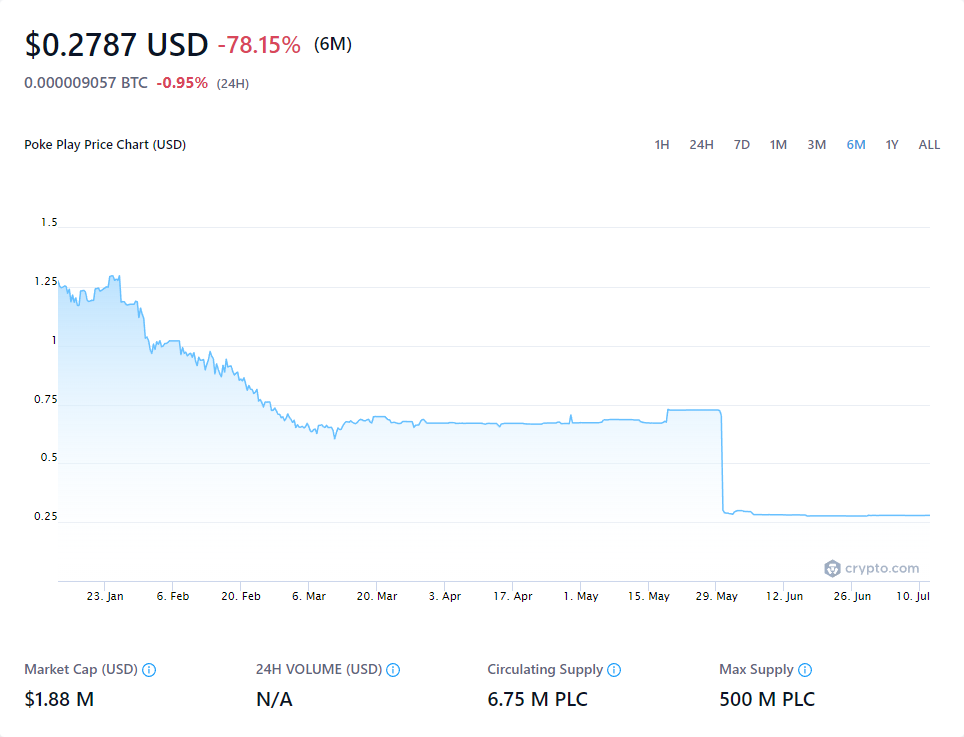 $0.2787 USD -78.15% (6M)
0.000009057 BTC -0.95% (24H)
Poke Play Price Chart (USD) 1H 24H 7D 1M 3M 6M 1Y ALL
1.5
1.25
1
0.75
0.5
0.25
crypto.com
23. Jan 6. Feb 20. Feb 6. Mar 20. Mar 3. Apr 17. Apr 1. May 15. May 29. May 12. Jun 26. Jun 10. Jul
Market Cap (USD) 24H VOLUME (USD) Circulating Supply Max Supply
$1.88 M N/A 6.75 M PLC 500 M PLC